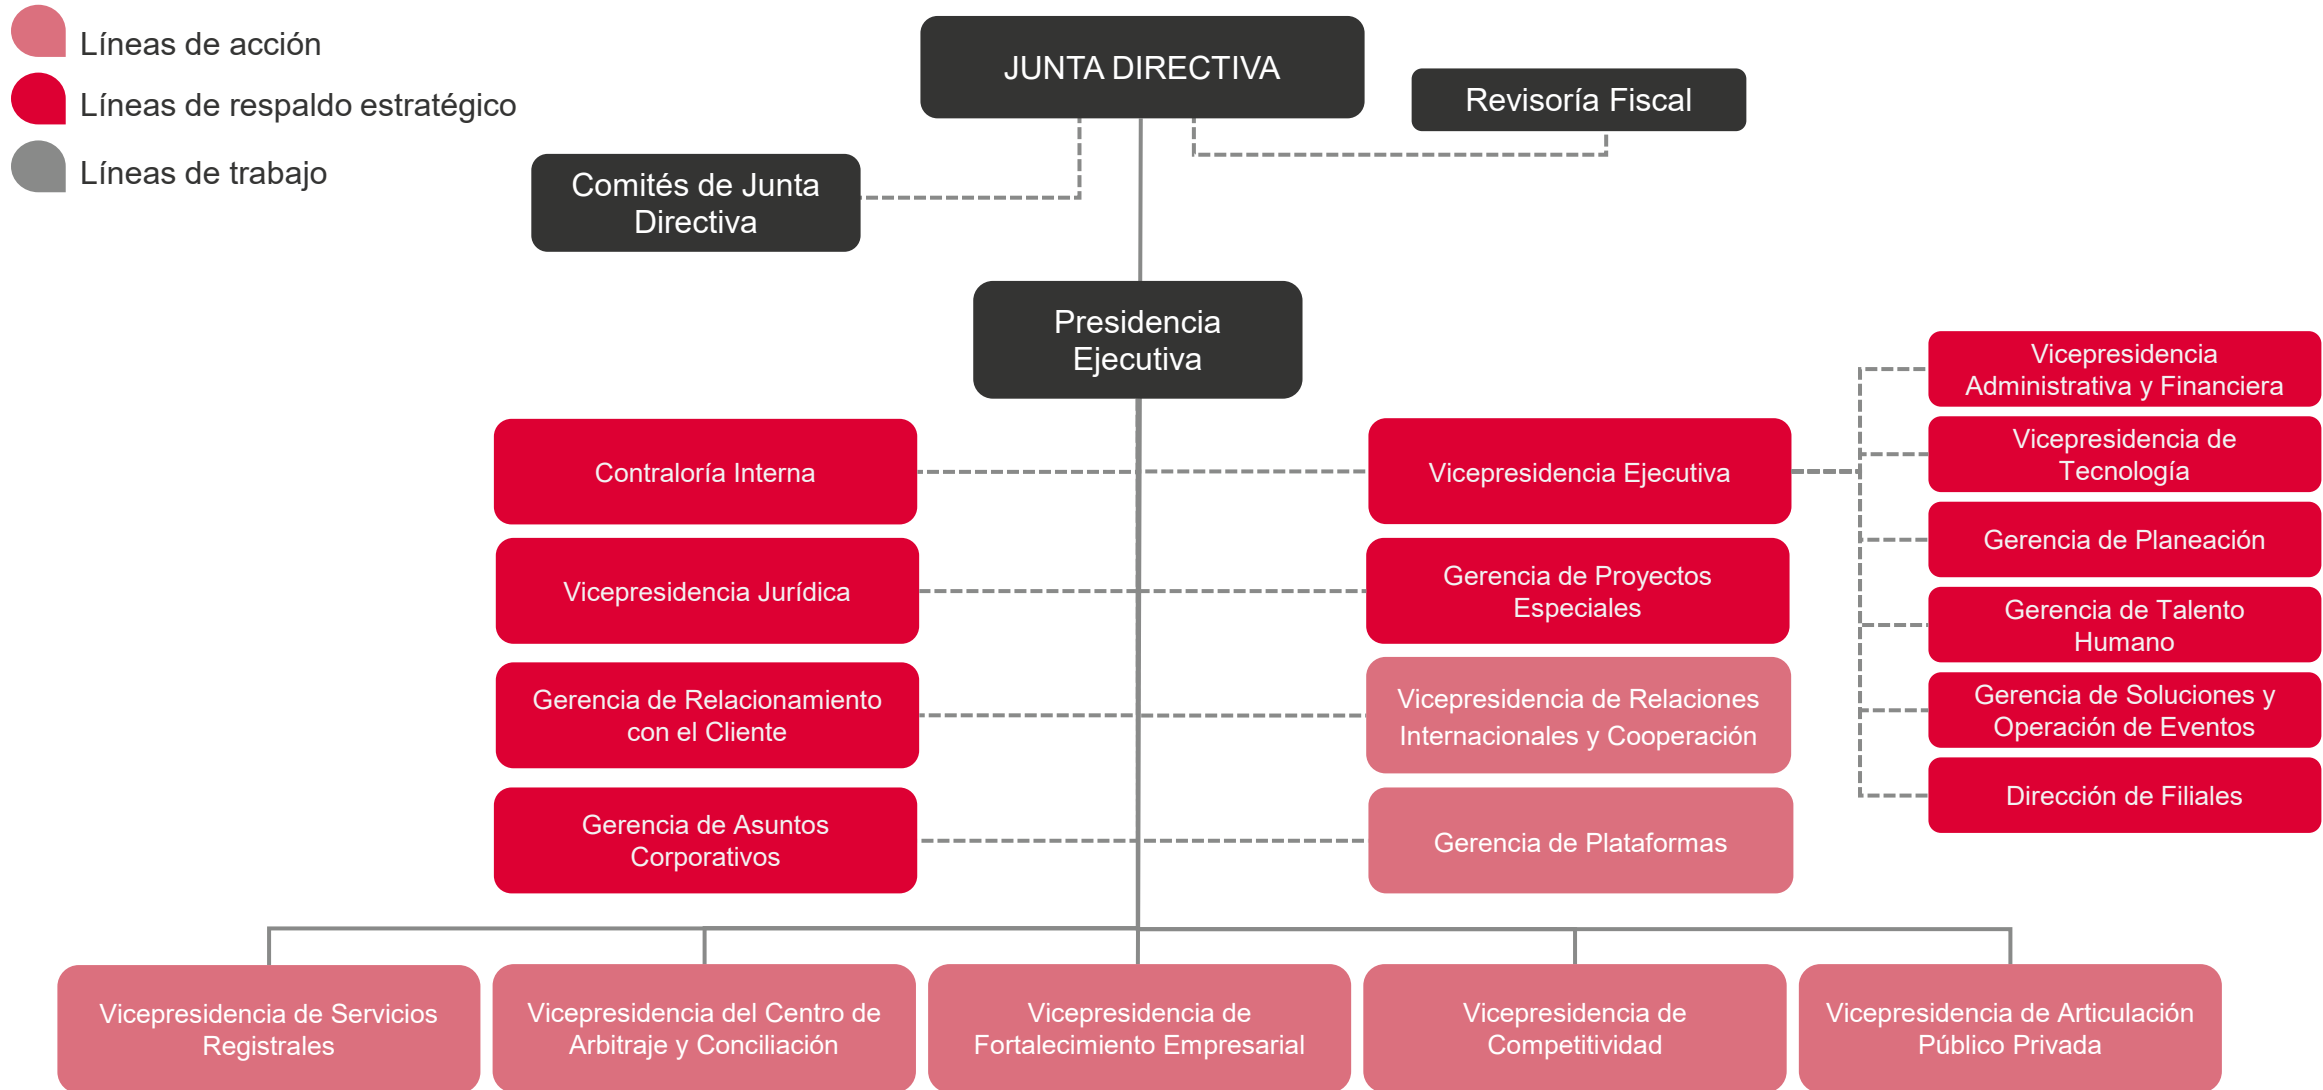 Líneas de acción
Líneas de respaldo estratégico
Líneas de trabajo
JUNTA DIRECTIVA
Revisoría Fiscal
Comités de Junta
Directiva
Presidencia
Ejecutiva
Contraloría Interna
Vicepresidencia Ejecutiva
Vicepresidencia Jurídica
Gerencia de Proyectos
Especiales
Gerencia de Relacionamiento
con el Cliente
Vicepresidencia de Relaciones
Internacionales y Cooperación
Gerencia de Asuntos
Corporativos
Gerencia de Plataformas
Vicepresidencia
Administrativa y Financiera
Vicepresidencia de
Tecnología
Gerencia de Planeación
Gerencia de Talento
Humano
Gerencia de Soluciones y
Operación de Eventos
Dirección de Filiales
Vicepresidencia de Servicios
Registrales
Vicepresidencia del Centro de
Arbitraje y Conciliación
Vicepresidencia de
Fortalecimiento Empresarial
Vicepresidencia de
Competitividad
Vicepresidencia de Articulación
Público Privada